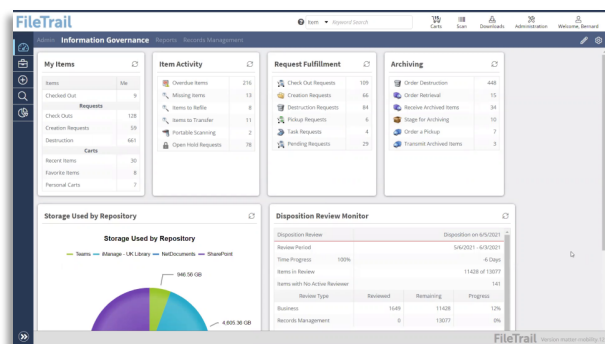 FileTrail
Item Keyword Search
Carts Scan Downloads Administration Welcome, Bernard
Admin Information Governance Reports Records Management
My Items
Items Me
Checked Out 9
Requests
Check Outs 128
Creation Requests 59
Destruction 661
Carts
Recent Items 30
Favorite Items 8
Personal Carts 7
Item Activity
Overdue Items 216
Missing Items 13
Items to Refile 8
Items to Transfer 11
Portable Scanning 2
Open Hold Requests 78
Request Fulfillment
Check Out Requests 109
Creation Requests 66
Destruction Requests 84
Pickup Requests 6
Task Requests 4
Pending Requests 29
Archiving
Order Destruction 448
Order Retrieval 15
Receive Archived Items 34
Stage for Archiving 10
Order a Pickup 7
Transmit Archived Items 3
Storage Used by Repository
Storage Used by Repository
Teams iManage - UK Library NetDocuments SharePoint
946.56 GB
4,805.36 GB
Disposition Review Monitor
Disposition Review Disposition on 6/5/2021
Review Period 5/6/2021 - 6/3/2021
Time Progress 100% -6 Days
Items in Review 11428 of 13077
Items with No Active Reviewer 141
Review Type Reviewed Remaining Progress
Business 1649 11428 12%
Records Management 0 13077 0%
FileTrail